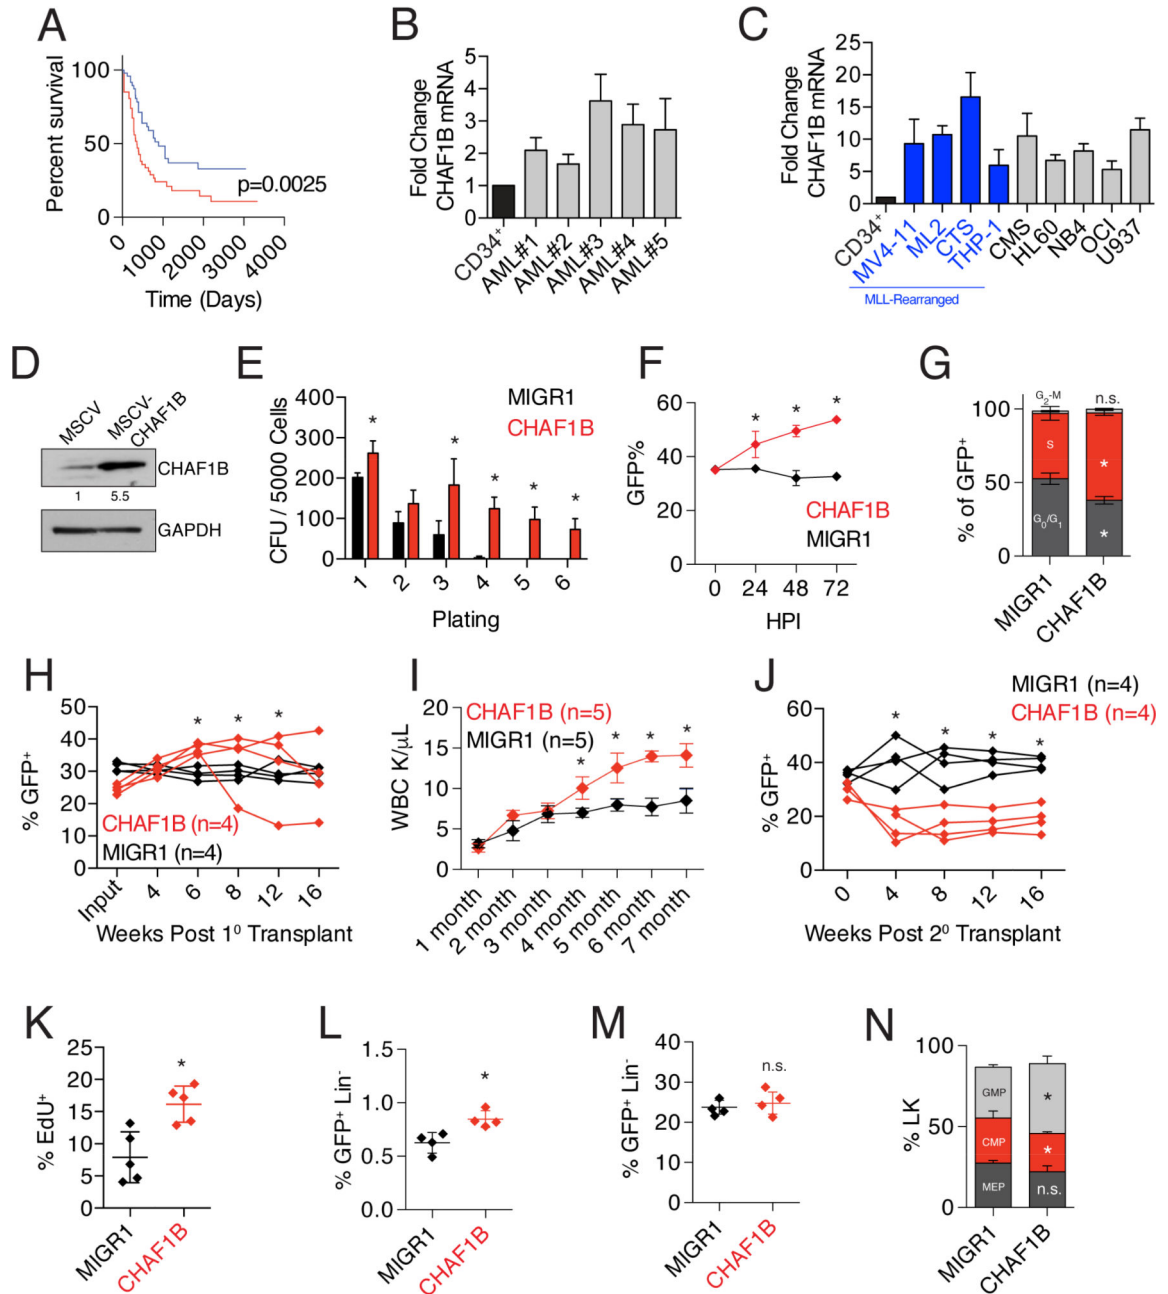 A
Percent survival
100
50
0
p=0.0025
0 1000 2000 3000 4000
Time (Days)
B
Fold Change
CHAF1B mRNA
5
4
3
2
1
0
CD34+
AML#1
AML#2
AML#3
AML#4
AML#5
C
Fold Change
CHAF1B mRNA
25
20
15
10
5
0
CD34+
MV4-11
ML2
CTS
THP-1
CMS
HL60
NB4
OCI
U937
MLL-Rearranged
D
MSCV
MSCV-
CHAF1B
CHAF1B
1 5.5
GAPDH
E
CFU / 5000 Cells
400
300
200
100
0
MIGR1
CHAF1B
* * * * *
1 2 3 4 5 6
Plating
F
GFP%
60
40
20
0
* * *
CHAF1B
MIGR1
0 24 48 72
HPI
G
% of GFP+
100
50
0
G2-M
S
G0/G1
n.s.
*
*
MIGR1
CHAF1B
H
% GFP+
50
40
30
20
10
0
* * *
CHAF1B (n=4)
MIGR1 (n=4)
Input 4 6 8 12 16
Weeks Post 1º Transplant
I
WBC K/μL
20
15
10
5
0
CHAF1B (n=5)
MIGR1 (n=5)
* * * *
1 month
2 month
3 month
4 month
5 month
6 month
7 month
J
MIGR1 (n=4)
CHAF1B (n=4)
% GFP+
60
40
20
0
* * * *
0 4 8 12 16
Weeks Post 2º Transplant
K
% EdU+
25
20
15
10
5
0
*
MIGR1
CHAF1B
L
% GFP+ Lin-
1.5
1.0
0.5
0.0
*
MIGR1
CHAF1B
M
% GFP+ Lin-
40
30
20
10
0
n.s.
MIGR1
CHAF1B
N
% LK
100
50
0
GMP
CMP
MEP
*
*
n.s.
MIGR1
CHAF1B